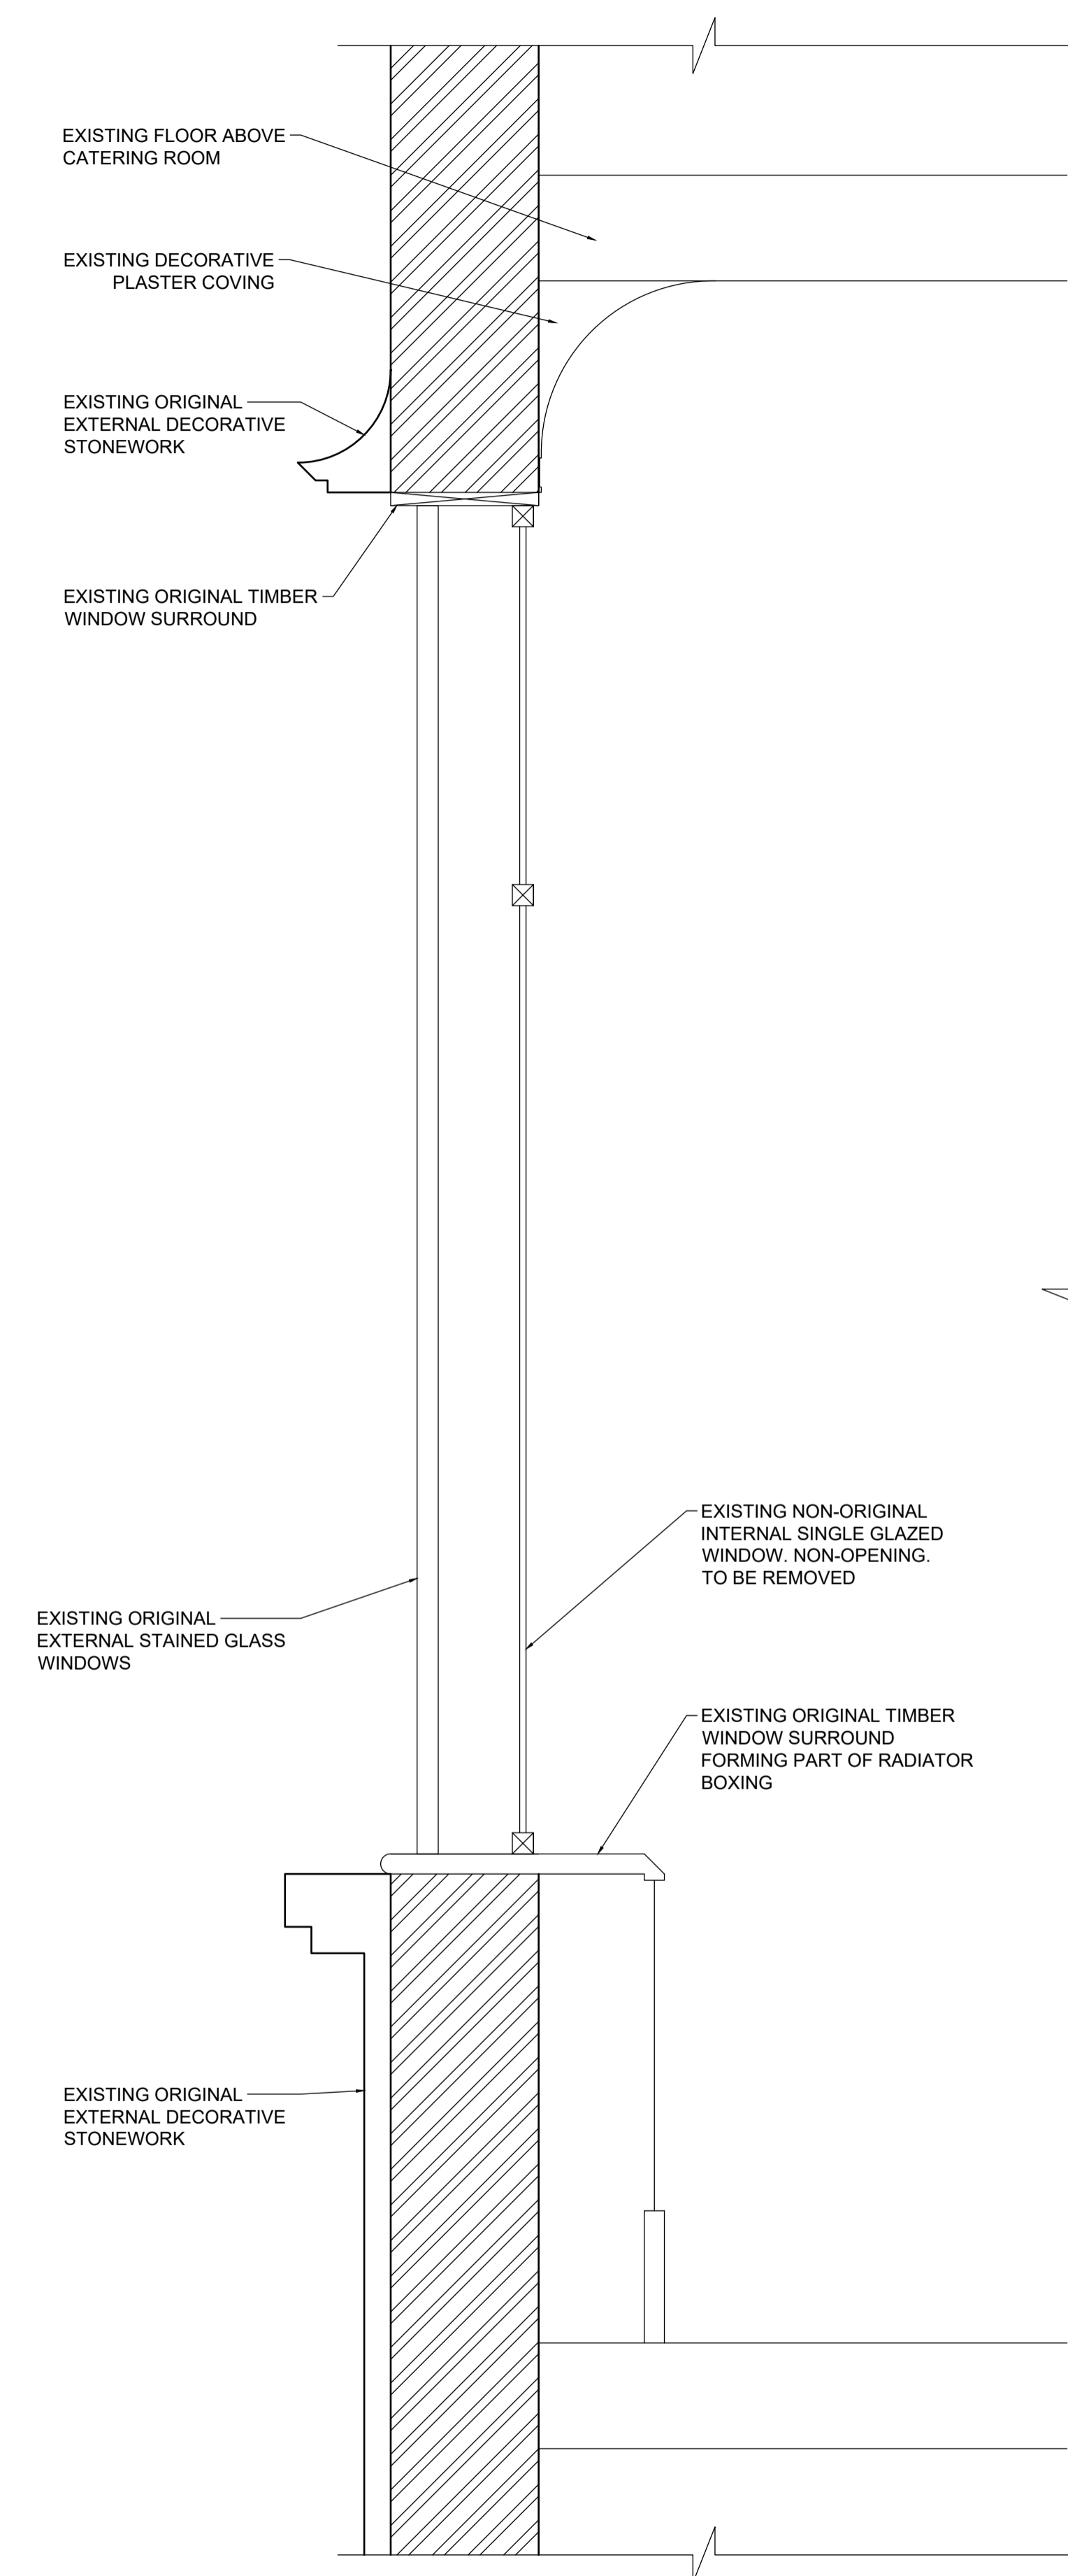 EXISTING FLOOR ABOVE
CATERING ROOM
EXISTING DECORATIVE
PLASTER COVING
EXISTING ORIGINAL
EXTERNAL DECORATIVE
STONEWORK
EXISTING ORIGINAL TIMBER
WINDOW SURROUND
EXISTING NON-ORIGINAL
INTERNAL SINGLE GLAZED
WINDOW. NON-OPENING.
TO BE REMOVED
EXISTING ORIGINAL
EXTERNAL STAINED GLASS
WINDOWS
EXISTING ORIGINAL TIMBER
WINDOW SURROUND
FORMING PART OF RADIATOR
BOXING
EXISTING ORIGINAL
EXTERNAL DECORATIVE
STONEWORK